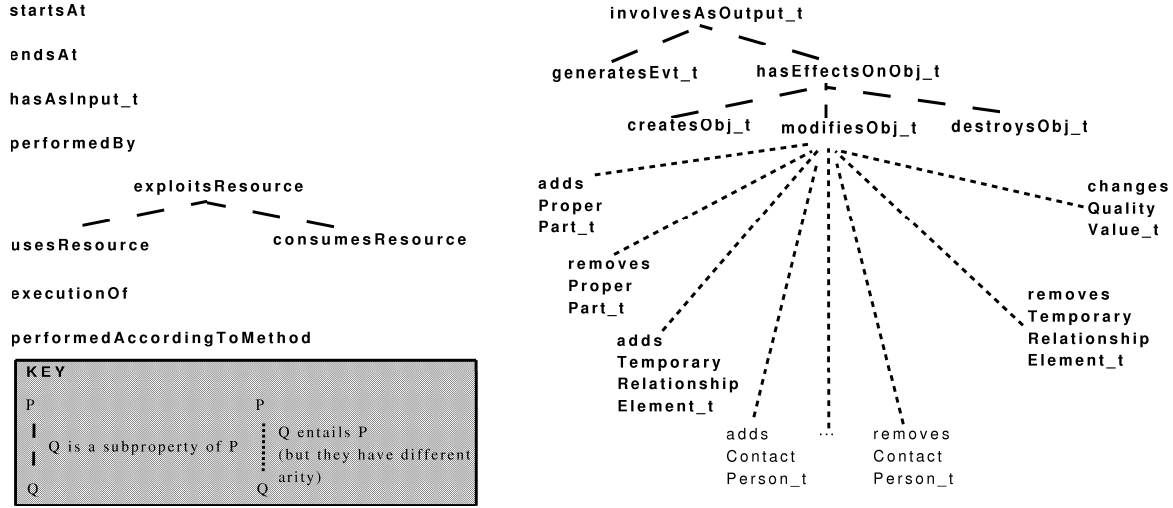 startsAt
endsAt
hasAsInput_t
performedBy
exploitsResource
usesResource
consumesResource
executionOf
performedAccordingToMethod
KEY
P
Q is a subproperty of P
Q
P
Q entails P
(but they have different
arity)
Q
involvesAsOutput_t
generatesEvt_t
hasEffectsOnObj_t
createsObj_t
modifiesObj_t
destroysObj_t
adds
Proper
Part_t
removes
Proper
Part_t
adds
Temporary
Relationship
Element_t
adds
Contact
Person_t
...
removes
Contact
Person_t
removes
Temporary
Relationship
Element_t
changes
Quality
Value_t